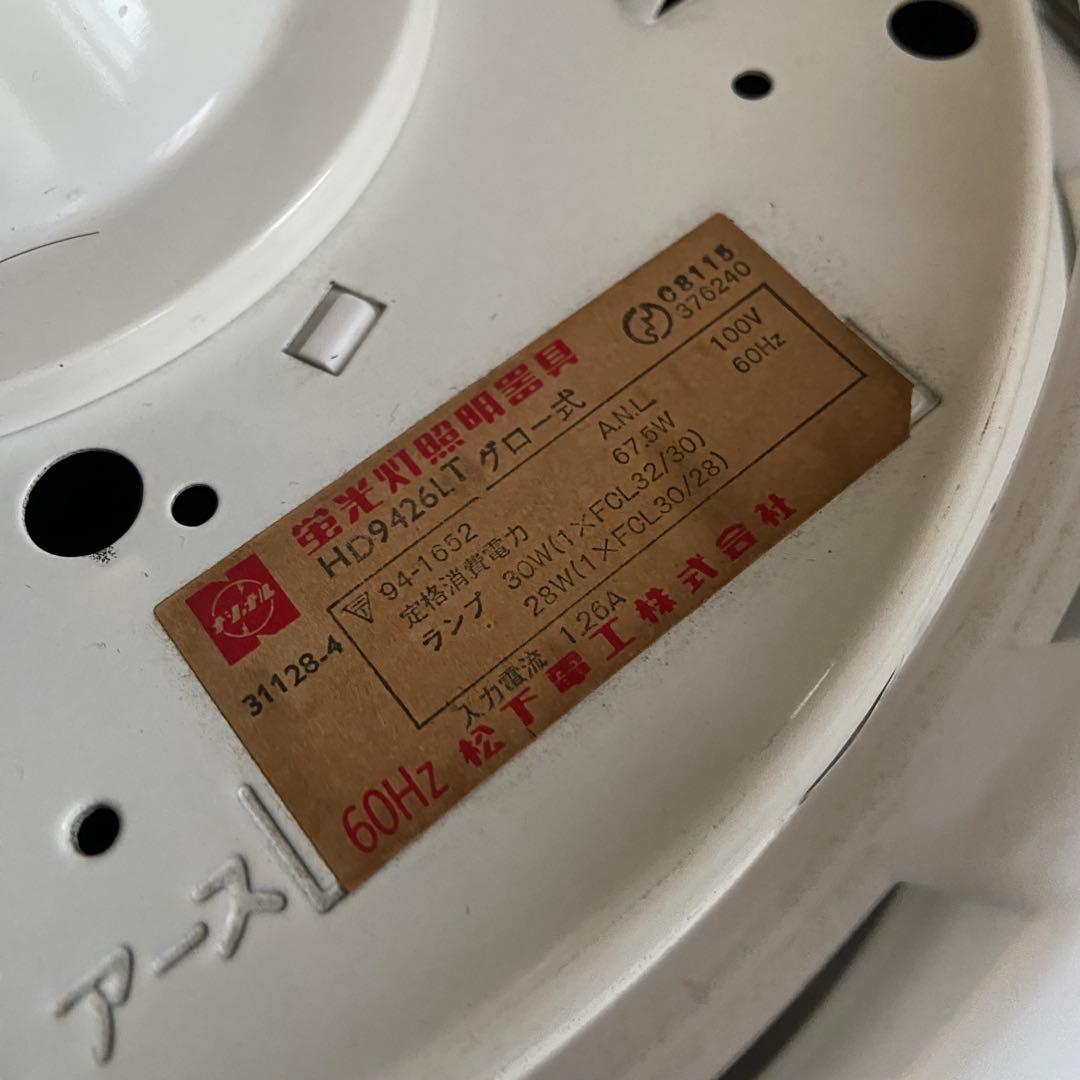 C8115
376240
蛍光灯照明器具
HD9426LT グロー式
ナショナル
▽ 94-1652 A.N.L. 100V
定格消費電力 67.5W 60Hz
ランプ 30W(1×FCL32/30)
28W(1×FCL30/28)
入力電流 1.26A
31128-4
60Hz 松下電工株式会社
アース